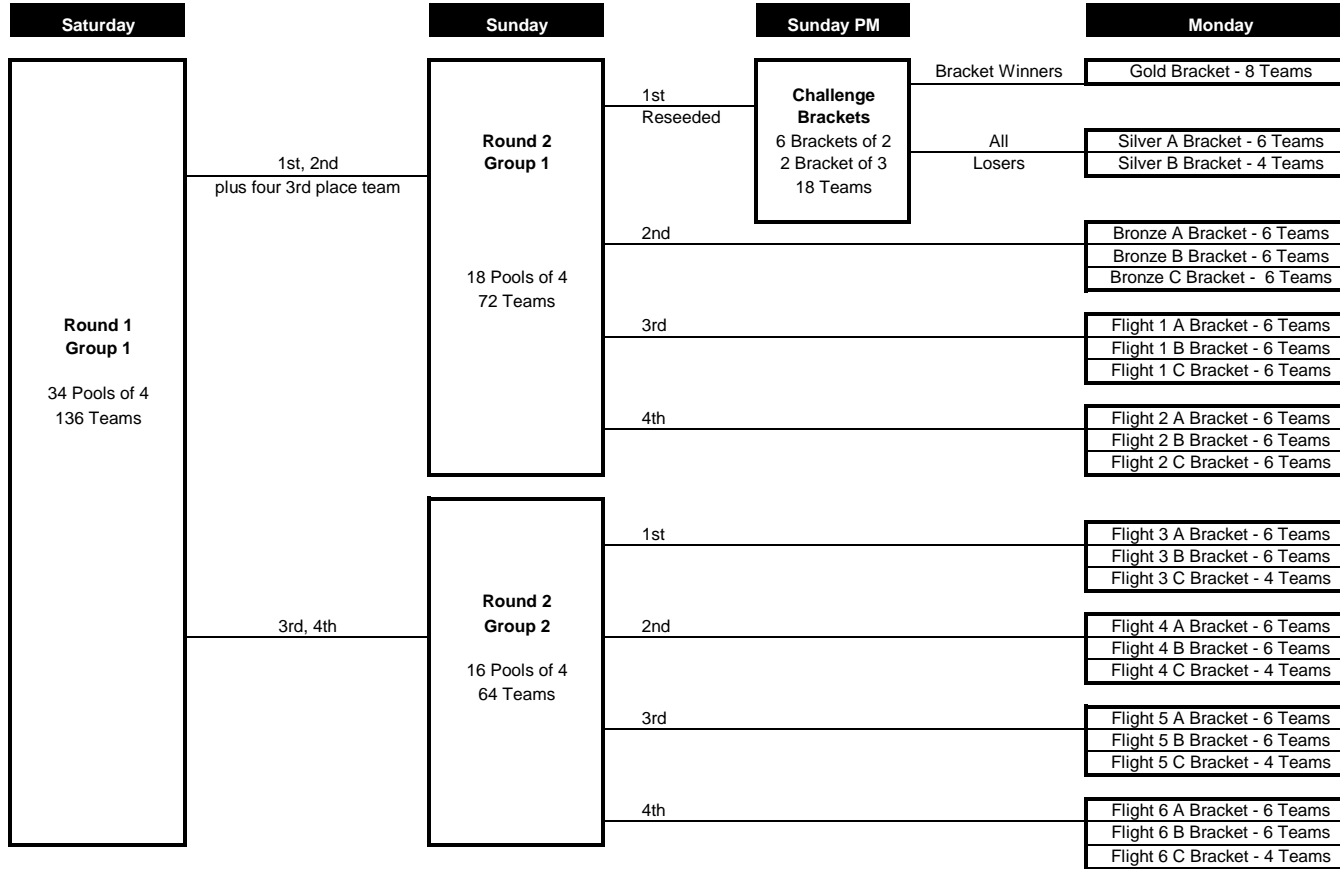 Saturday
Sunday
Sunday PM
Monday
Round 1
Group 1
34 Pools of 4
136 Teams
1st, 2nd
plus four 3rd place team
3rd, 4th
Round 2
Group 1
18 Pools of 4
72 Teams
1st
Reseeded
2nd
3rd
4th
Challenge
Brackets
6 Brackets of 2
2 Bracket of 3
18 Teams
Bracket Winners
All
Losers
Gold Bracket - 8 Teams
Silver A Bracket - 6 Teams
Silver B Bracket - 4 Teams
Bronze A Bracket - 6 Teams
Bronze B Bracket - 6 Teams
Bronze C Bracket - 6 Teams
Flight 1 A Bracket - 6 Teams
Flight 1 B Bracket - 6 Teams
Flight 1 C Bracket - 6 Teams
Flight 2 A Bracket - 6 Teams
Flight 2 B Bracket - 6 Teams
Flight 2 C Bracket - 6 Teams
Round 2
Group 2
16 Pools of 4
64 Teams
1st
2nd
3rd
4th
Flight 3 A Bracket - 6 Teams
Flight 3 B Bracket - 6 Teams
Flight 3 C Bracket - 4 Teams
Flight 4 A Bracket - 6 Teams
Flight 4 B Bracket - 6 Teams
Flight 4 C Bracket - 4 Teams
Flight 5 A Bracket - 6 Teams
Flight 5 B Bracket - 6 Teams
Flight 5 C Bracket - 4 Teams
Flight 6 A Bracket - 6 Teams
Flight 6 B Bracket - 6 Teams
Flight 6 C Bracket - 4 Teams